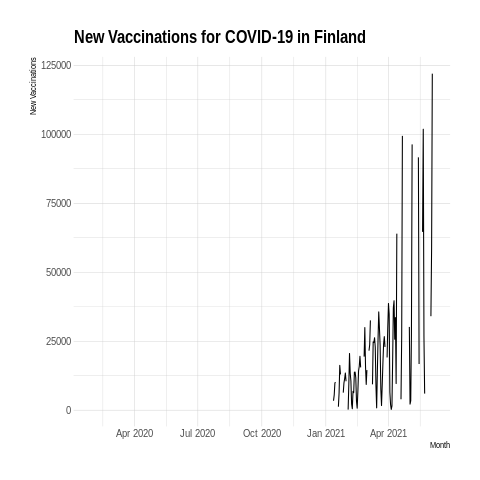 New Vaccinations for COVID-19 in Finland
New Vaccinations
125000
100000
75000
50000
25000
0
Apr 2020 Jul 2020 Oct 2020 Jan 2021 Apr 2021
Month